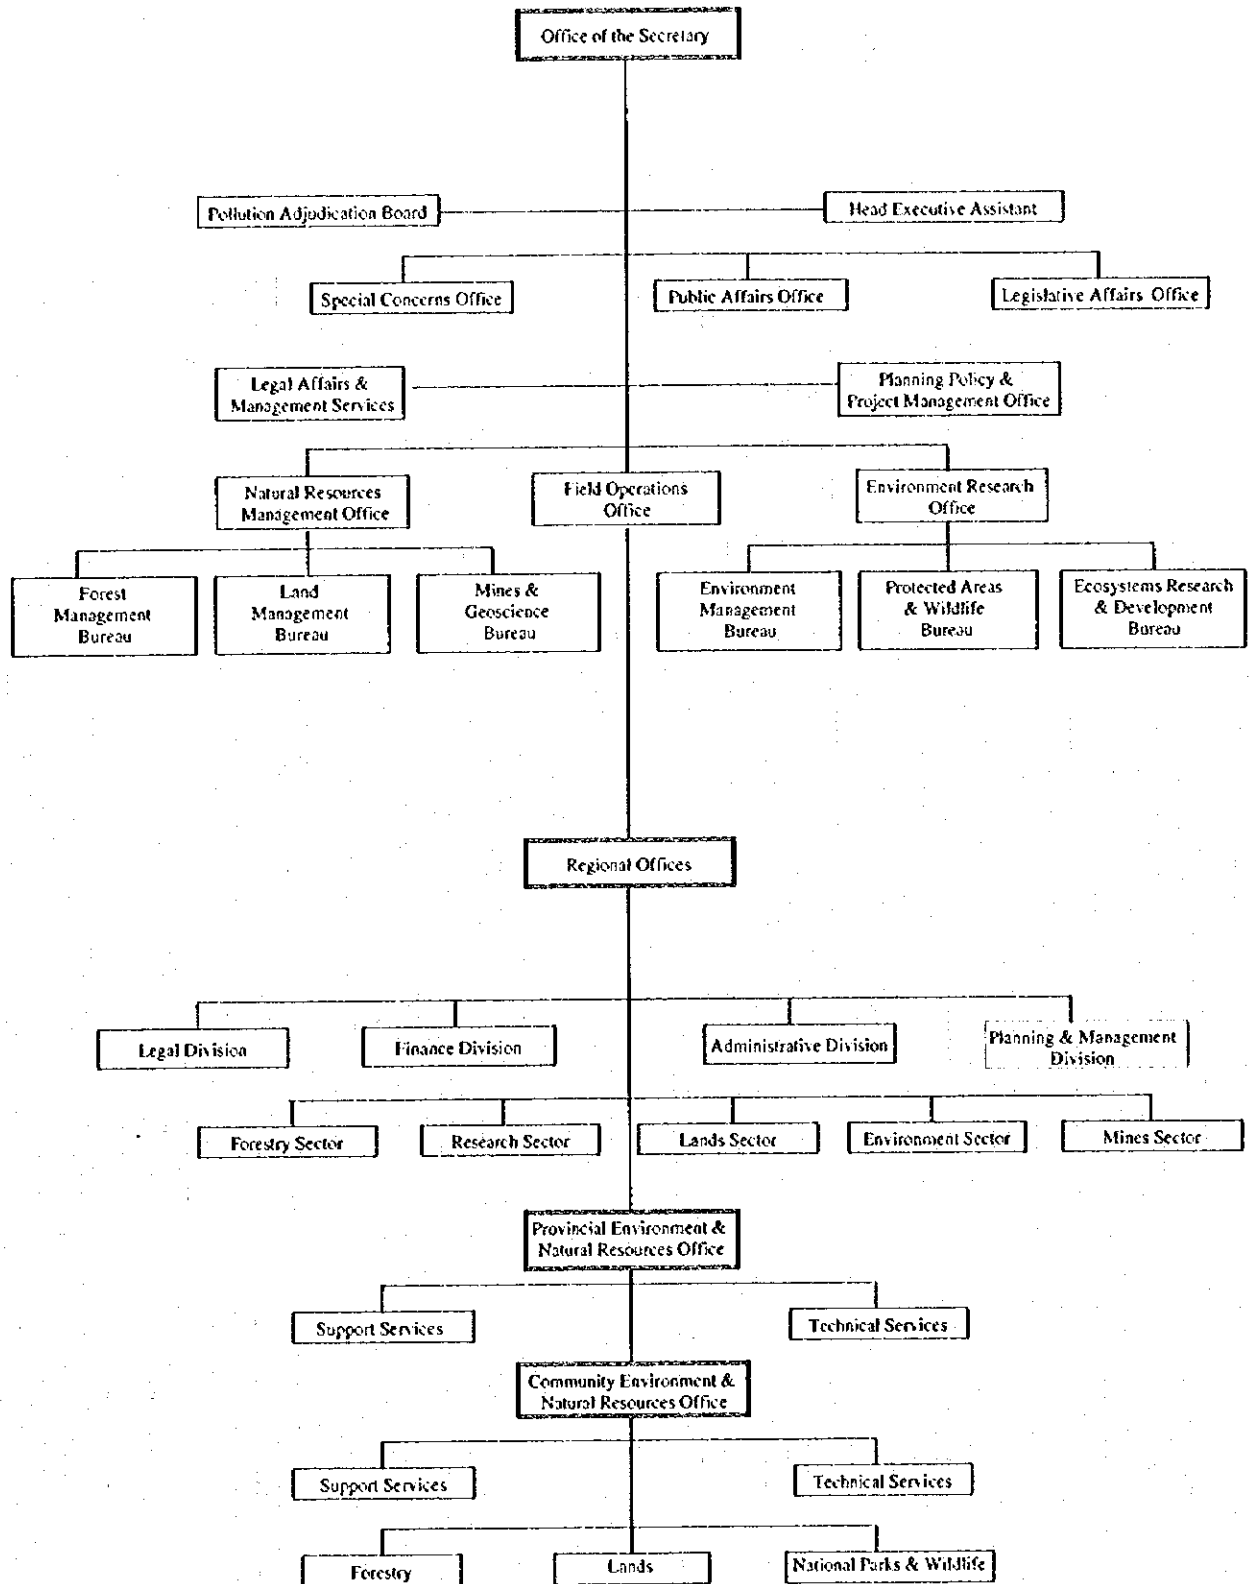 Office of the Secretary
Pollution Adjudication Board
Head Executive Assistant
Special Concerns Office
Public Affairs Office
Legislative Affairs Office
Legal Affairs &
Management Services
Planning Policy &
Project Management Office
Natural Resources
Management Office
Field Operations
Office
Environment Research
Office
Forest
Management
Bureau
Land
Management
Bureau
Mines &
Geoscience
Bureau
Environment
Management
Bureau
Protected Areas
& Wildlife
Bureau
Ecosystems Research
& Development
Bureau
Regional Offices
Legal Division
Finance Division
Administrative Division
Planning & Management
Division
Forestry Sector
Research Sector
Lands Sector
Environment Sector
Mines Sector
Provincial Environment &
Natural Resources Office
Support Services
Technical Services
Community Environment &
Natural Resources Office
Support Services
Technical Services
Forestry
Lands
National Parks & Wildlife